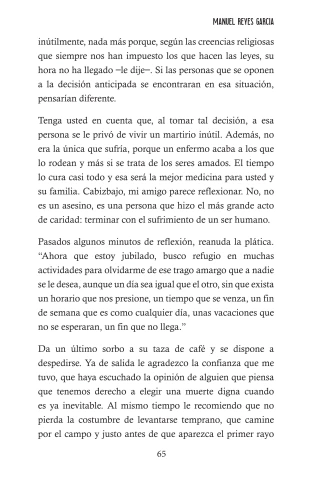 MANUEL REYES GARCIA
inútilmente, nada más porque, según las creencias religiosas
que siempre nos han impuesto los que hacen las leyes, su
hora no ha llegado –le dije–. Si las personas que se oponen
a la decisión anticipada se encontraran en esa situación,
pensarían diferente.
Tenga usted en cuenta que, al tomar tal decisión, a esa
persona se le privó de vivir un martirio inútil. Además, no
era la única que sufría, porque un enfermo acaba a los que
lo rodean y más si se trata de los seres amados. El tiempo
lo cura casi todo y esa será la mejor medicina para usted y
su familia. Cabizbajo, mi amigo parece reflexionar. No, no
es un asesino, es una persona que hizo el más grande acto
de caridad: terminar con el sufrimiento de un ser humano.
Pasados algunos minutos de reflexión, reanuda la plática.
“Ahora que estoy jubilado, busco refugio en muchas
actividades para olvidarme de ese trago amargo que a nadie
se le desea, aunque un día sea igual que el otro, sin que exista
un horario que nos presione, un tiempo que se venza, un fin
de semana que es como cualquier día, unas vacaciones que
no se esperaran, un fin que no llega.”
Da un último sorbo a su taza de café y se dispone a
despedirse. Ya de salida le agradezco la confianza que me
tuvo, que haya escuchado la opinión de alguien que piensa
que tenemos derecho a elegir una muerte digna cuando
es ya inevitable. Al mismo tiempo le recomiendo que no
pierda la costumbre de levantarse temprano, que camine
por el campo y justo antes de que aparezca el primer rayo
65